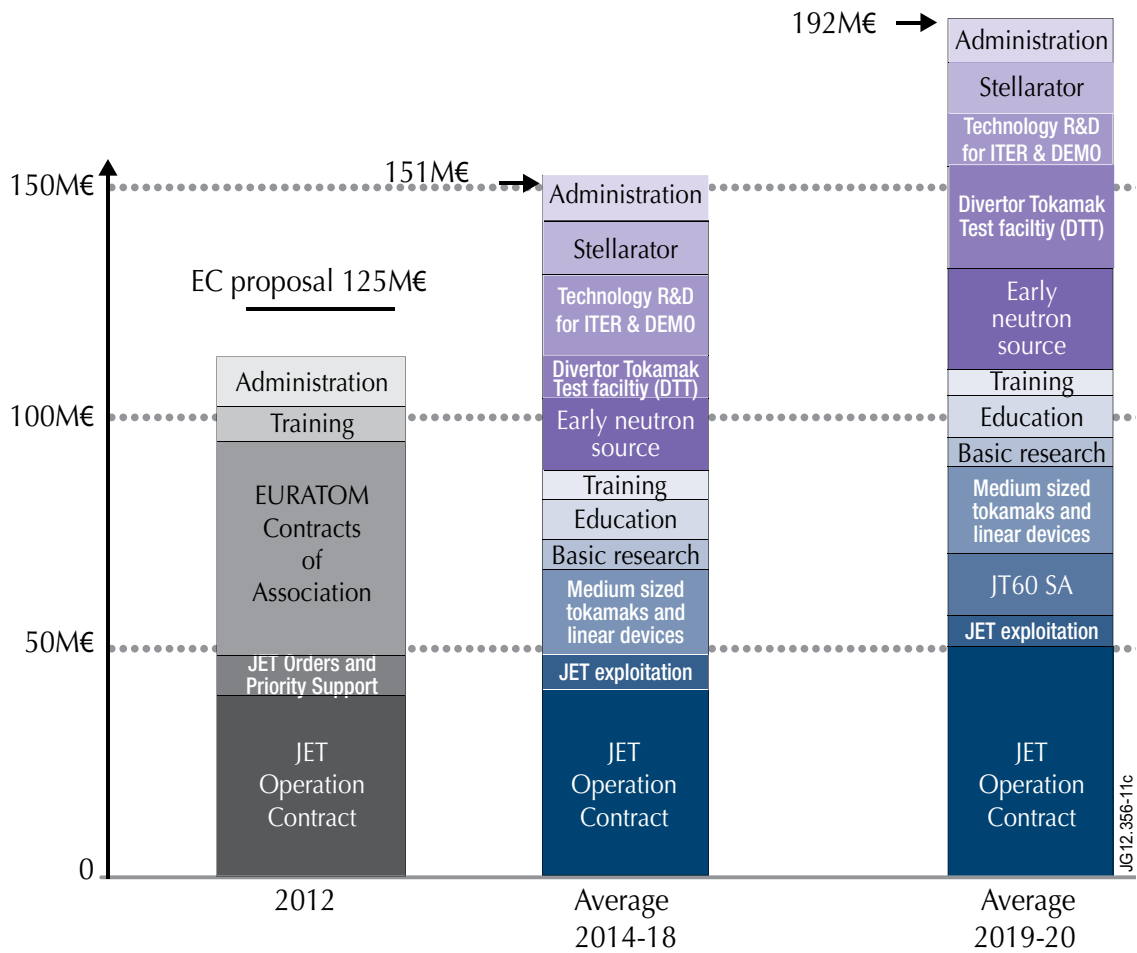 192M€
Administration
Stellarator
Technology R&D
for ITER & DEMO
Divertor Tokamak
Test faciltiy (DTT)
Early
neutron
source
Training
Education
Basic research
Medium sized
tokamaks and
linear devices
JT60 SA
JET exploitation
JET
Operation
Contract
151M€
Administration
Stellarator
Technology R&D
for ITER & DEMO
Divertor Tokamak
Test faciltiy (DTT)
Early neutron
source
Training
Education
Basic research
Medium sized
tokamaks and
linear devices
JET exploitation
JET
Operation
Contract
EC proposal 125M€
Administration
Training
EURATOM
Contracts
of
Association
JET Orders and
Priority Support
JET
Operation
Contract
150M€
100M€
50M€
0
2012
Average
2014-18
Average
2019-20
JG12.356-11c